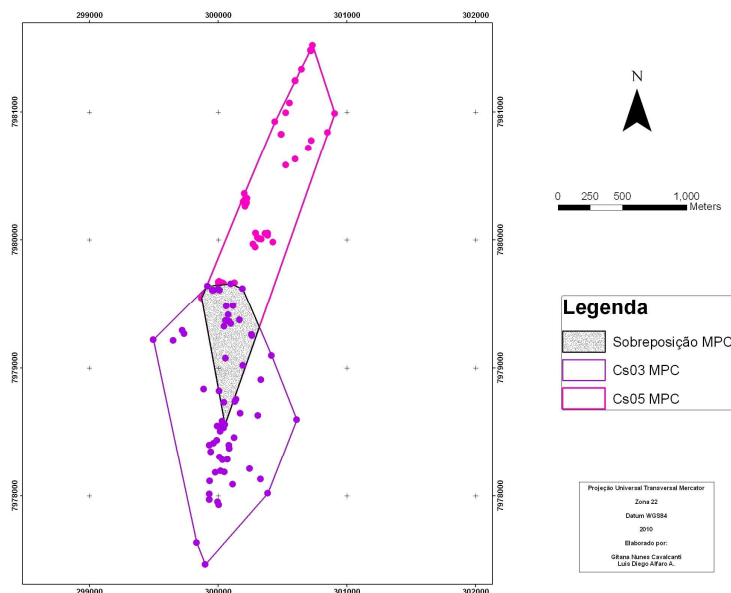 299000 300000 301000 302000
7981000 7981000
7980000 7980000
7979000 7979000
7978000 7978000
299000 300000 301000 302000
N
0 250 500 1,000
Meters
Legenda
Sobreposição MPC
Cs03 MPC
Cs05 MPC
Projeção Universal Transversal Mercator
Zona 22
Datum WGS84
2010
Elaborado por:
Gitana Nunes Cavalcanti
Luis Diego Alfaro A.